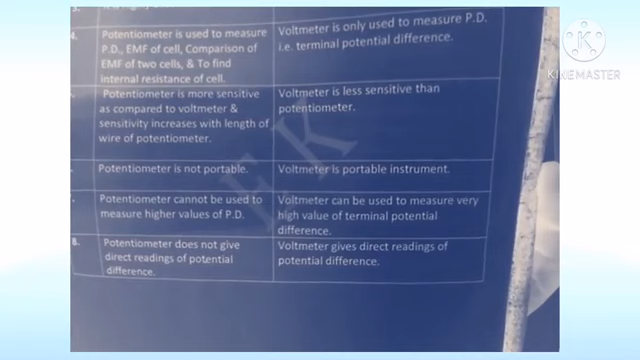 4.
Potentiometer is used to measure
P.D., EMF of cell, Comparison of
EMF of two cells, & To find
internal resistance of cell.
Voltmeter is only used to measure P.D.
i.e. terminal potential difference.
Potentiometer is more sensitive
as compared to voltmeter &
sensitivity increases with length of
wire of potentiometer.
Voltmeter is less sensitive than
potentiometer.
Potentiometer is not portable.
Voltmeter is portable instrument.
Potentiometer cannot be used to
measure higher values of P.D.
Voltmeter can be used to measure very
high value of terminal potential
difference.
8.
Potentiometer does not give
direct readings of potential
difference.
Voltmeter gives direct readings of
potential difference.
KINEMASTER